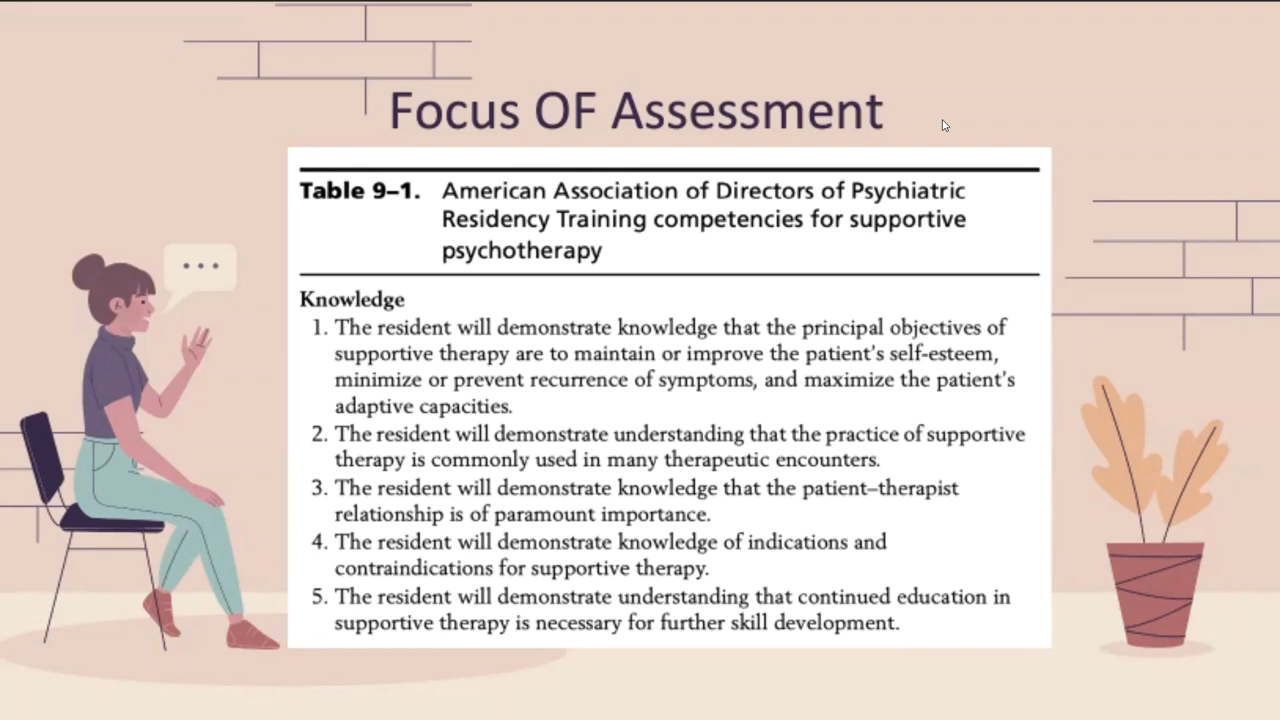 Focus OF Assessment
Table 9–1. American Association of Directors of Psychiatric
Residency Training competencies for supportive
psychotherapy
Knowledge
1. The resident will demonstrate knowledge that the principal objectives of
supportive therapy are to maintain or improve the patient's self-esteem,
minimize or prevent recurrence of symptoms, and maximize the patient's
adaptive capacities.
2. The resident will demonstrate understanding that the practice of supportive
therapy is commonly used in many therapeutic encounters.
3. The resident will demonstrate knowledge that the patient–therapist
relationship is of paramount importance.
4. The resident will demonstrate knowledge of indications and
contraindications for supportive therapy.
5. The resident will demonstrate understanding that continued education in
supportive therapy is necessary for further skill development.